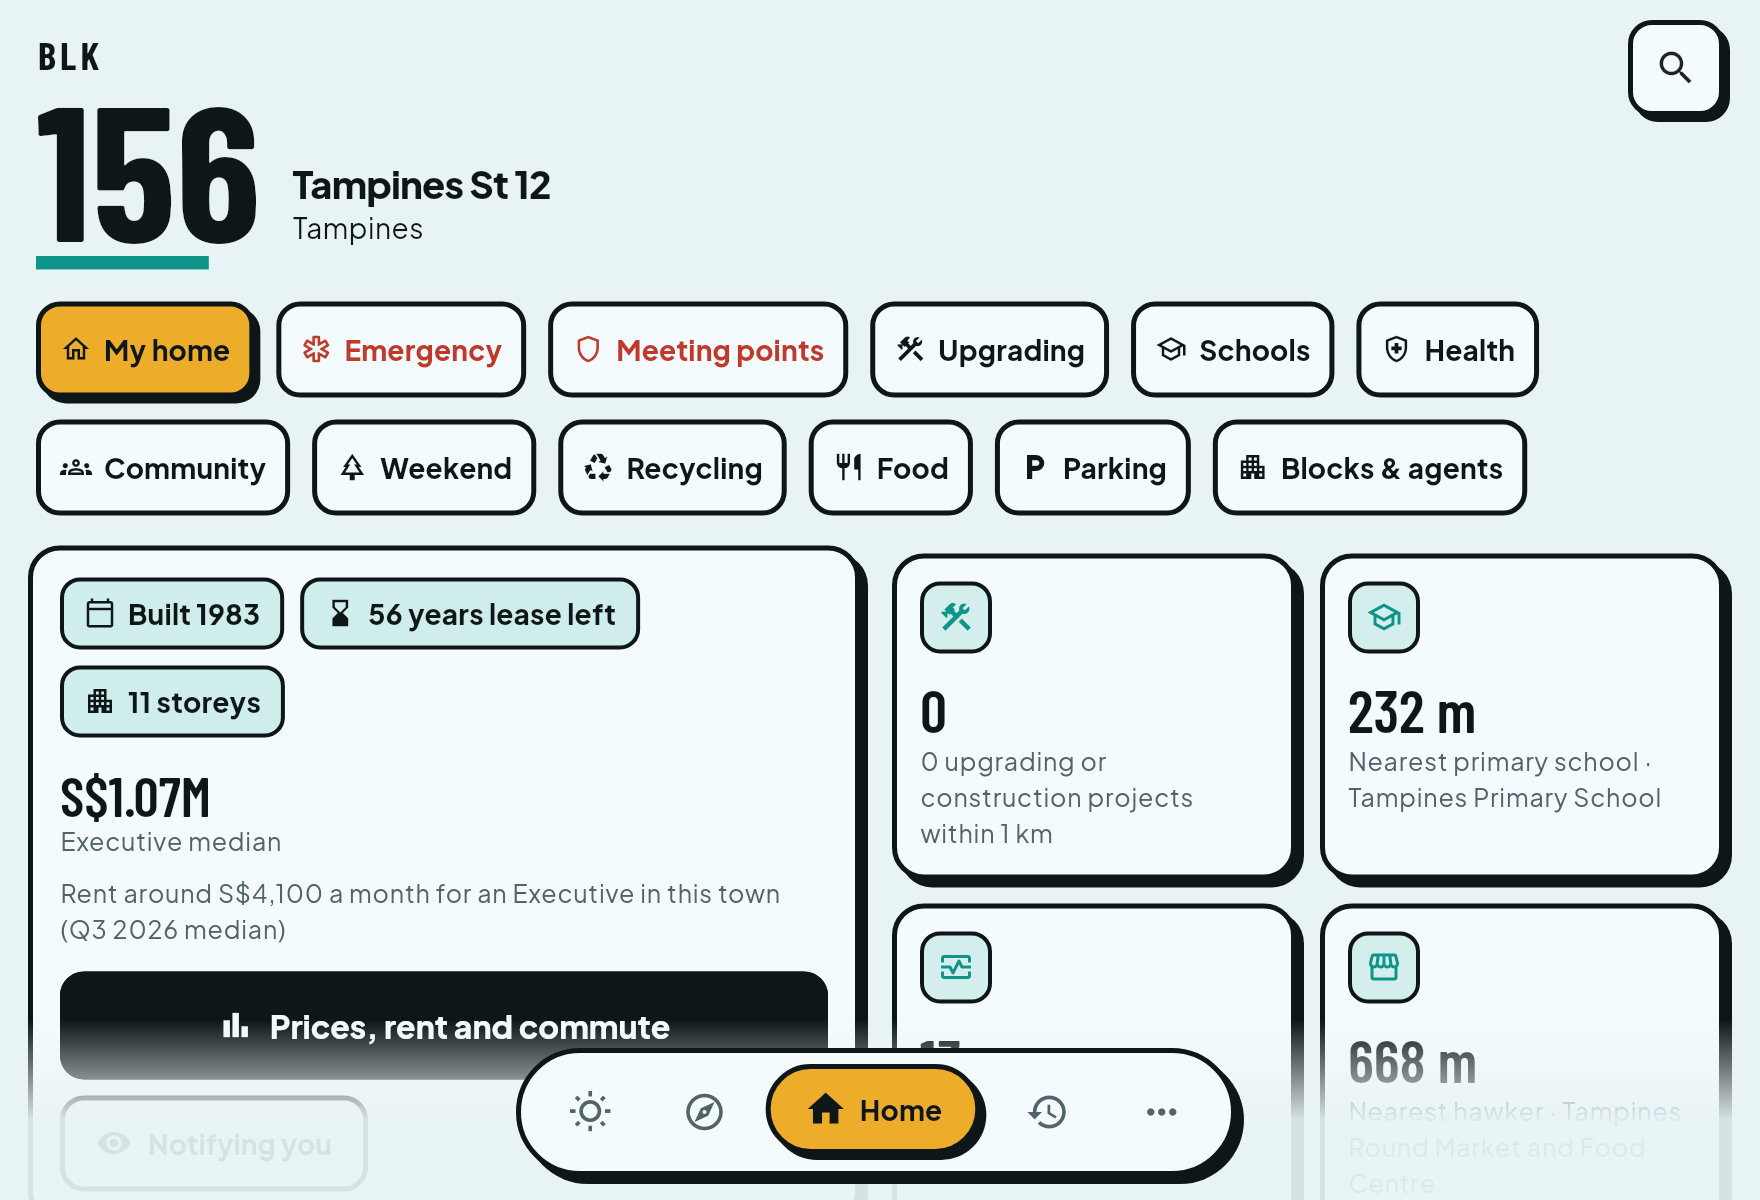 BLK
156
Tampines St 12
Tampines
My home
Emergency
Meeting points
Upgrading
Schools
Health
Community
Weekend
Recycling
Food
P Parking
Blocks & agents
Built 1983
56 years lease left
11 storeys
S$1.07M
Executive median
Rent around S$4,100 a month for an Executive in this town
(Q3 2026 median)
Prices, rent and commute
Notifying you
0
0 upgrading or
construction projects
within 1 km
232 m
Nearest primary school ·
Tampines Primary School
668 m
Nearest hawker · Tampines
Round Market and Food
Centre
Home